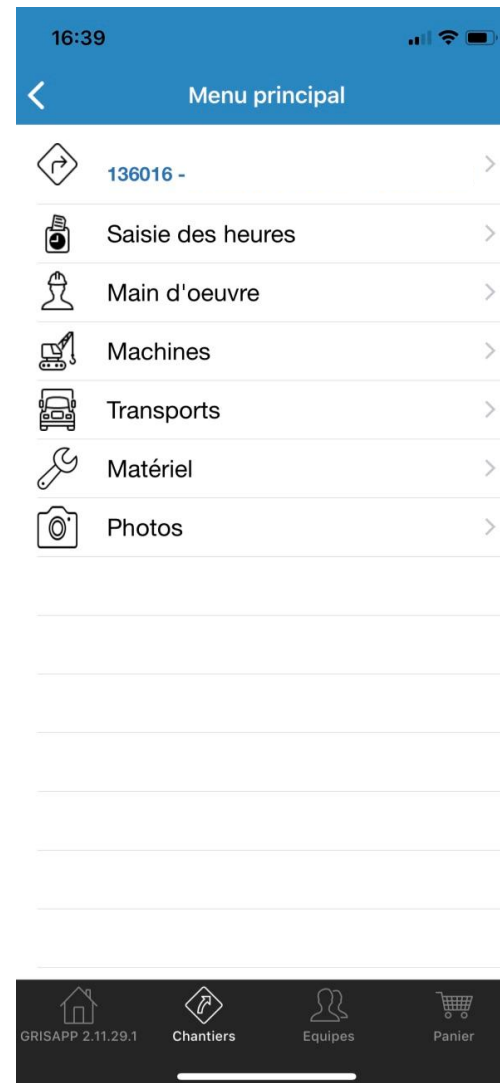 16:39
Menu principal
136016 -
Saisie des heures
Main d'oeuvre
Machines
Transports
Matériel
Photos
GRISAPP 2.11.29.1
Chantiers
Equipes
Panier